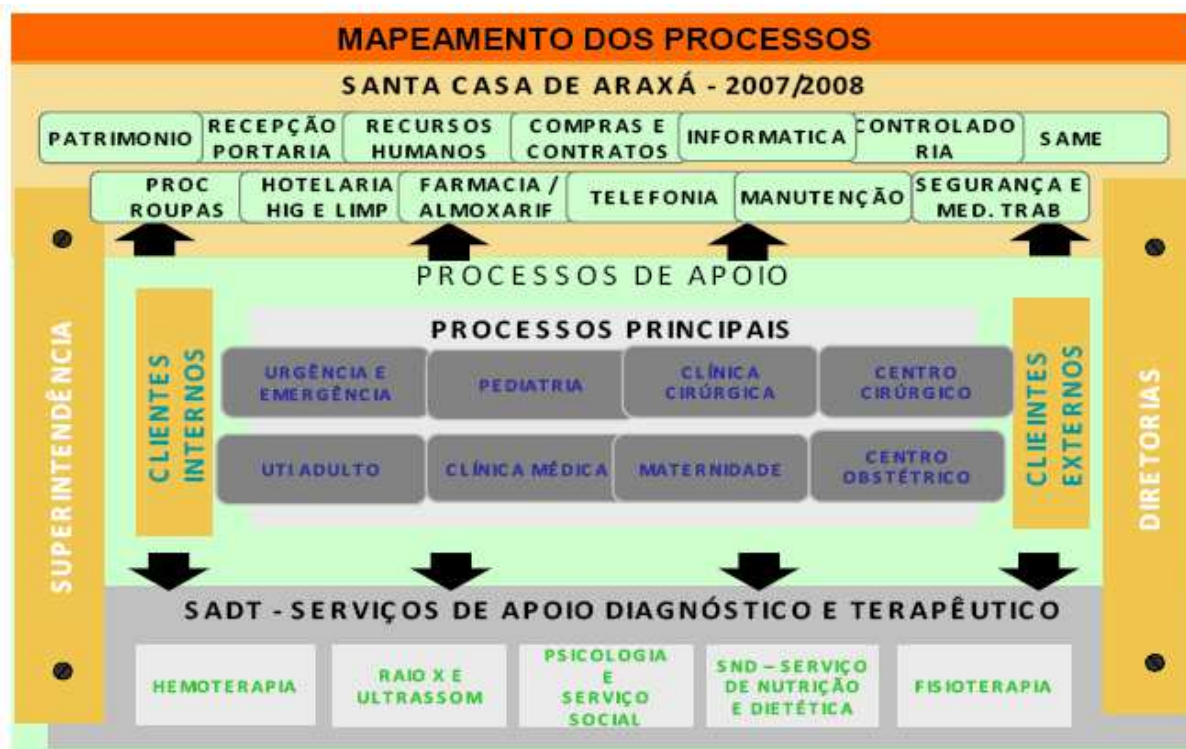 MAPEAMENTO DOS PROCESSOS
SANTA CASA DE ARAXÁ - 2007/2008
PATRIMONIO
RECEPÇÃO
PORTARIA
RECURSOS
HUMANOS
COMPRAS E
CONTRATOS
INFORMATICA
CONTROLADO
RIA
SAME
PROC
ROUPAS
HOTELARIA
HIG E LIMP
FARMACIA /
ALMOXARIF
TELEFONIA
MANUTENÇÃO
SEGURANÇA E
MED. TRAB
PROCESSOS DE APOIO
SUPERINTENDÊNCIA
CLIENTES
INTERNOS
PROCESSOS PRINCIPAIS
URGÊNCIA E
EMERGÊNCIA
PEDIATRIA
CLÍNICA
CIRÚRGICA
CENTRO
CIRÚRGICO
UTI ADULTO
CLÍNICA MÉDICA
MATERNIDADE
CENTRO
OBSTÉTRICO
CLIEINTES
EXTERNOS
DIRETORIAS
SADT - SERVIÇOS DE APOIO DIAGNÓSTICO E TERAPÊUTICO
HEMOTERAPIA
RAIO X E
ULTRASSOM
PSICOLOGIA
E
SERVIÇO
SOCIAL
SND – SERVIÇO
DE NUTRIÇÃO
E DIETÉTICA
FISIOTERAPIA